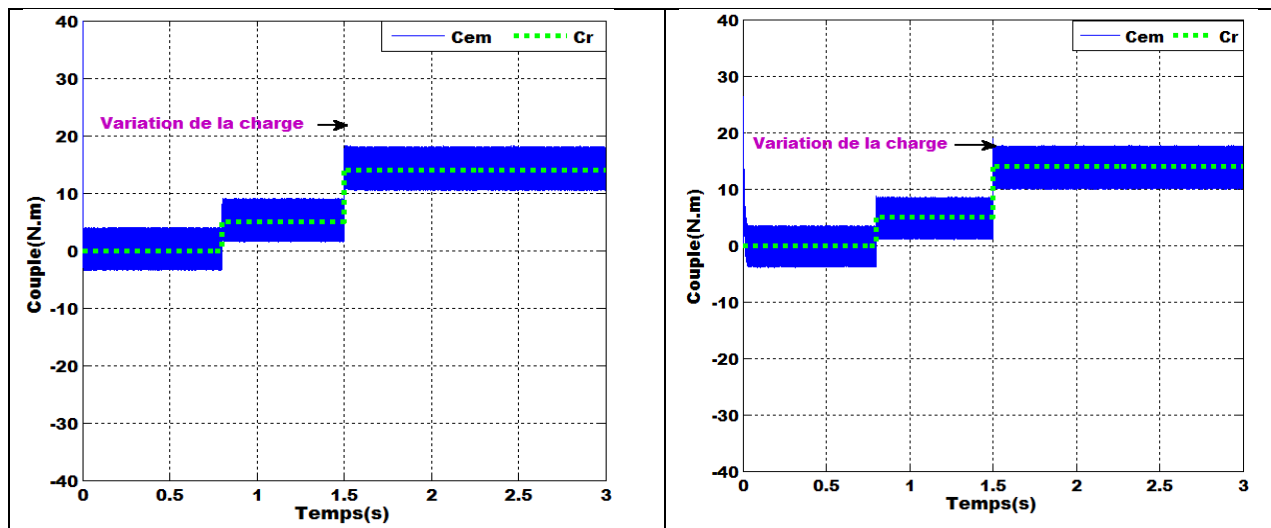 40
30
20
10
0
-10
-20
-30
-40
Couple(N.m)
Cem Cr
Variation de la charge
0 0.5 1 1.5 2 2.5 3
Temps(s)
40
30
20
10
0
-10
-20
-30
-40
Couple(N.m)
Cem Cr
Variation de la charge
0 0.5 1 1.5 2 2.5 3
Temps(s)